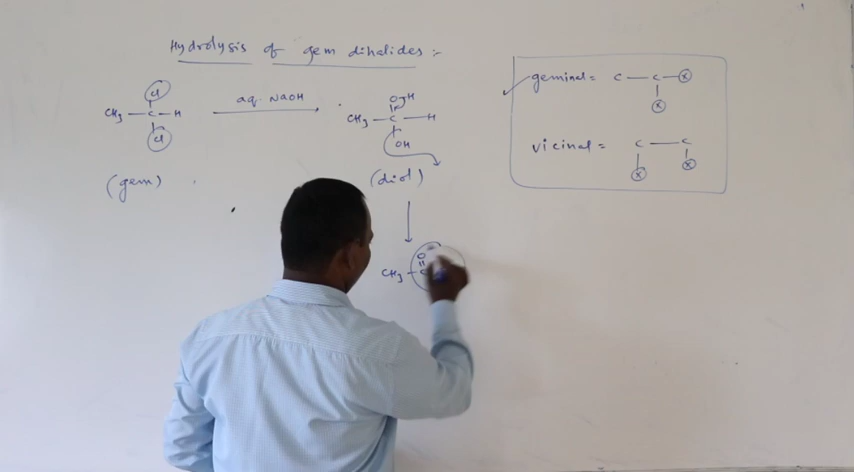 Hydrolysis of gem dihalides :-
Cl
CH3 — C — H
Cl
aq. NaOH
(gem)
OH
CH3 — C — H
OH
(diol)
O
CH3 — C
geminal = C — C — X
X
vicinal = C — C
X X